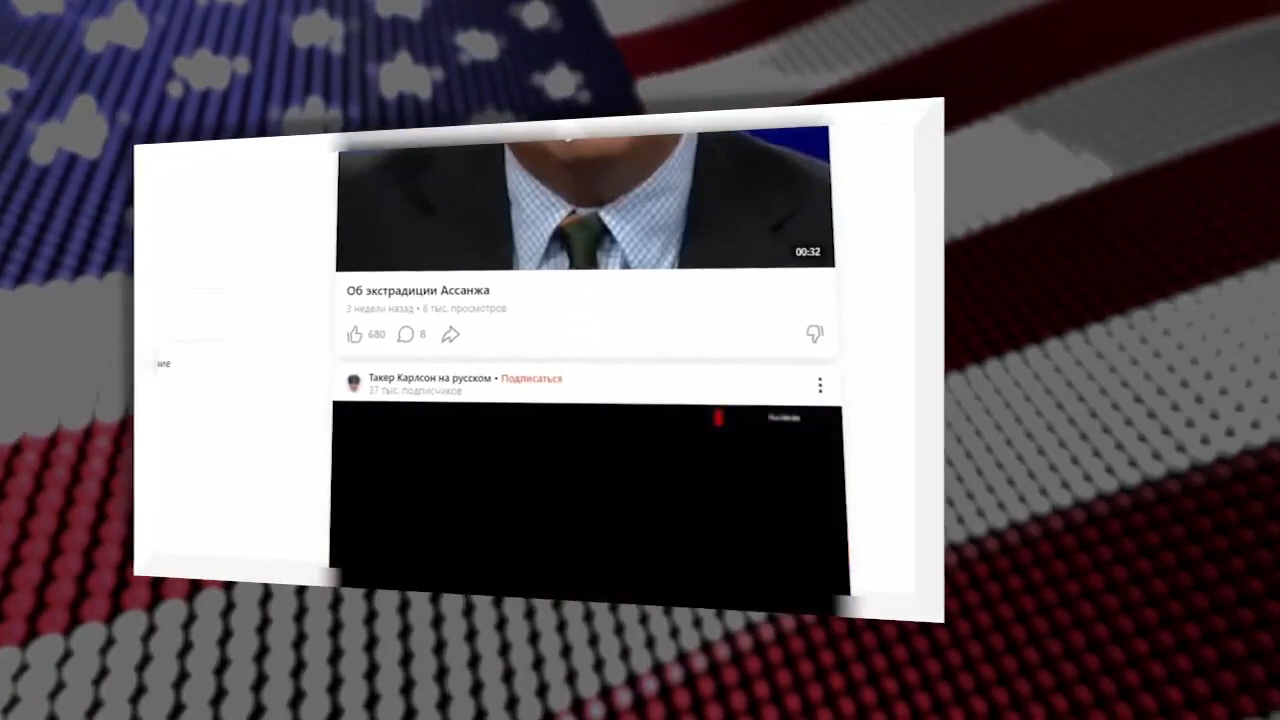 00:32
Об экстрадиции Ассанжа
3 недели назад • 6 тыс. просмотров
680 8
ие
Такер Карлсон на русском • Подписаться
37 тыс. подписчиков